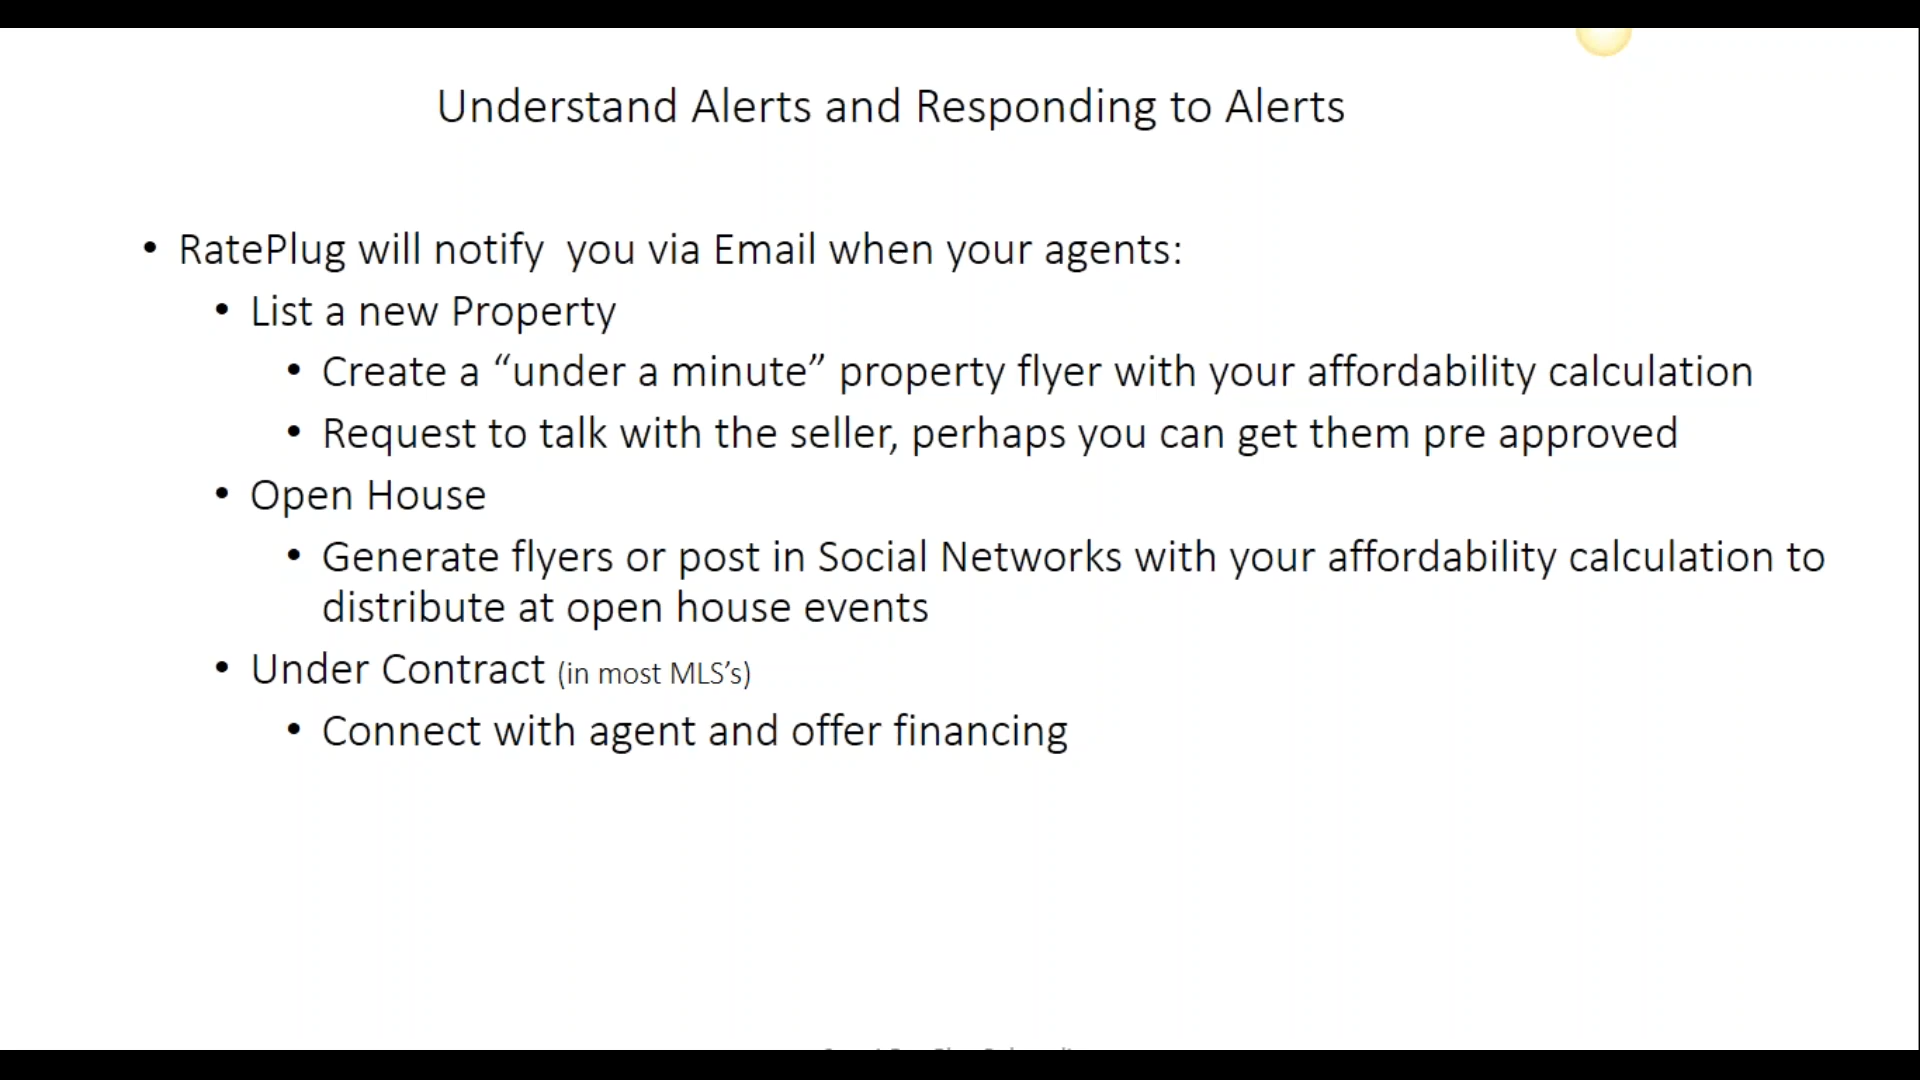 Understand Alerts and Responding to Alerts
• RatePlug will notify  you via Email when your agents:
• List a new Property
• Create a “under a minute” property flyer with your affordability calculation
• Request to talk with the seller, perhaps you can get them pre approved
• Open House
• Generate flyers or post in Social Networks with your affordability calculation to
distribute at open house events
• Under Contract (in most MLS’s)
• Connect with agent and offer financing